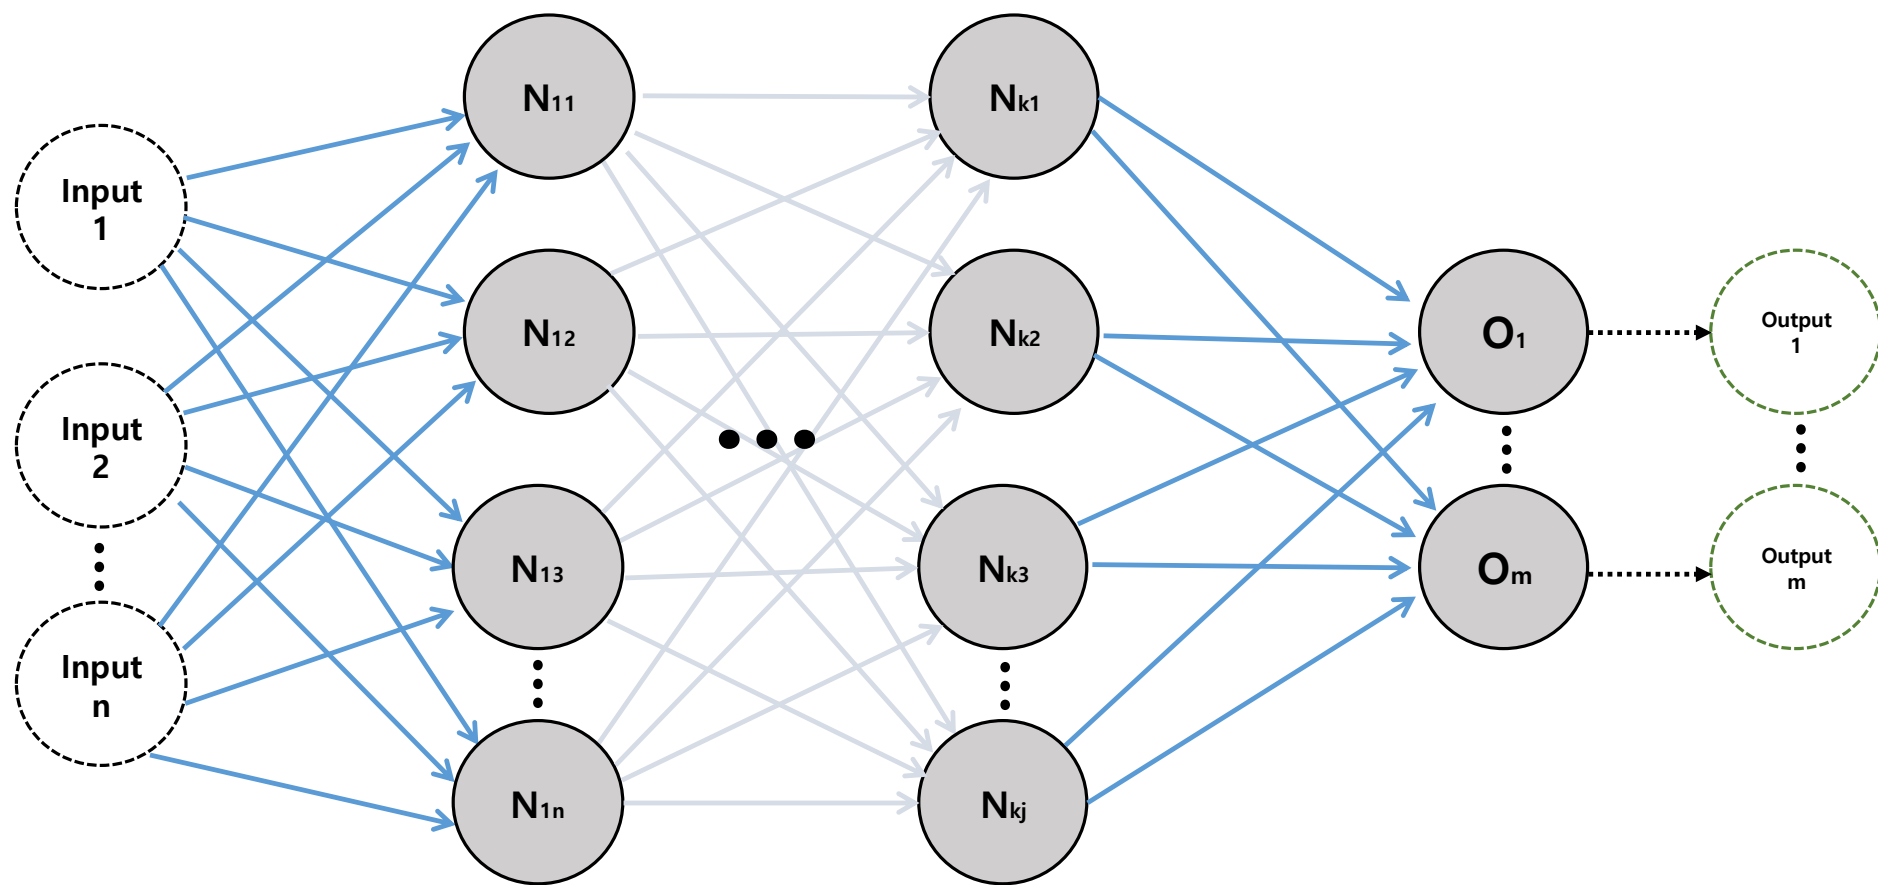 Input
1
Input
2
Input
n
N11
N12
N13
N1n
Nk1
Nk2
Nk3
Nkj
O1
Om
Output
1
Output
m